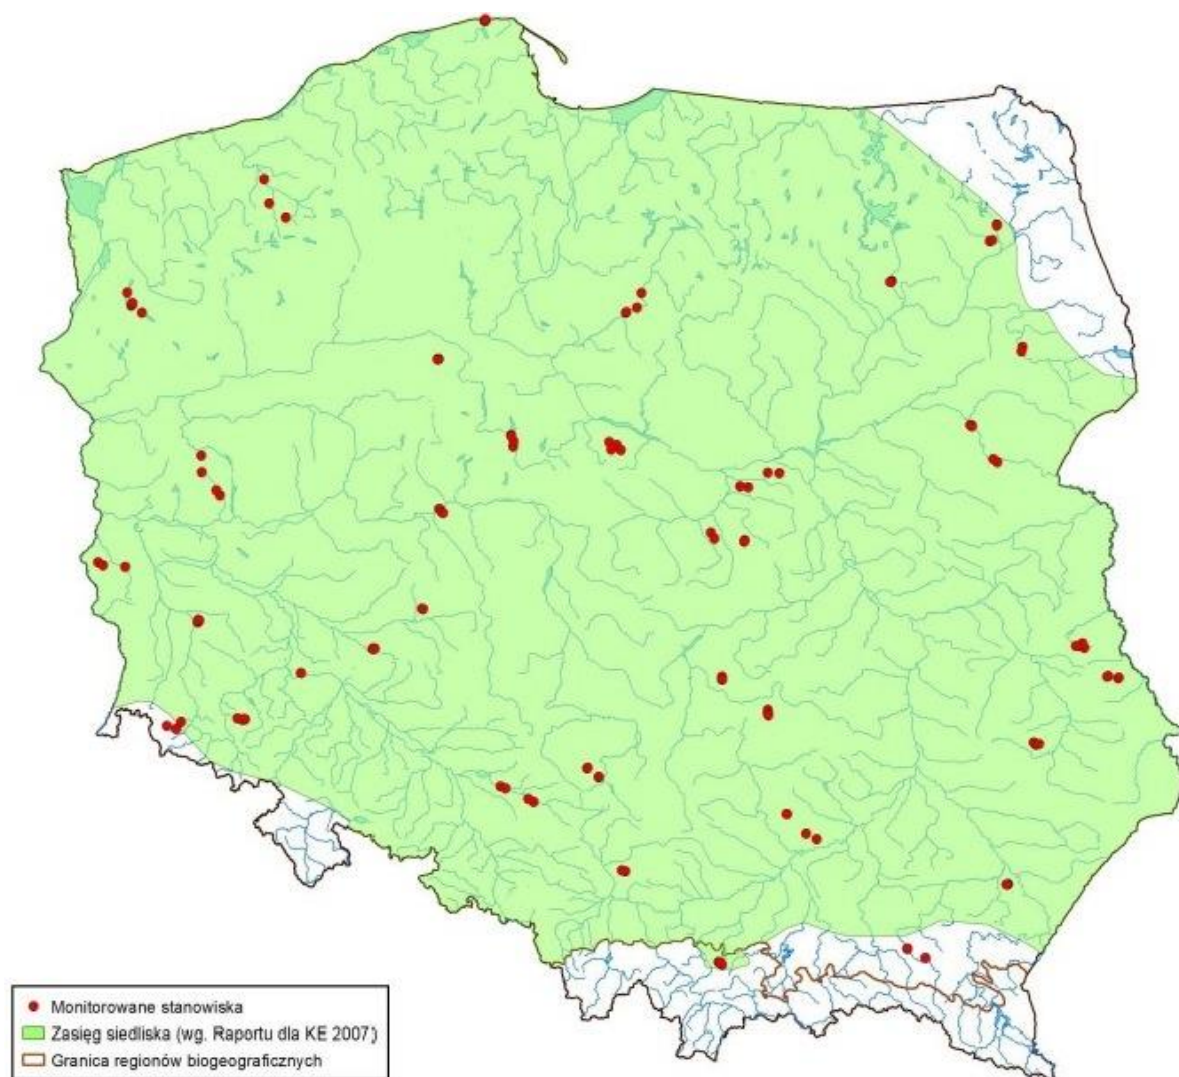 Monitorowane stanowiska
Zasięg siedliska (wg. Raportu dla KE 2007)
Granica regionów biogeograficznych